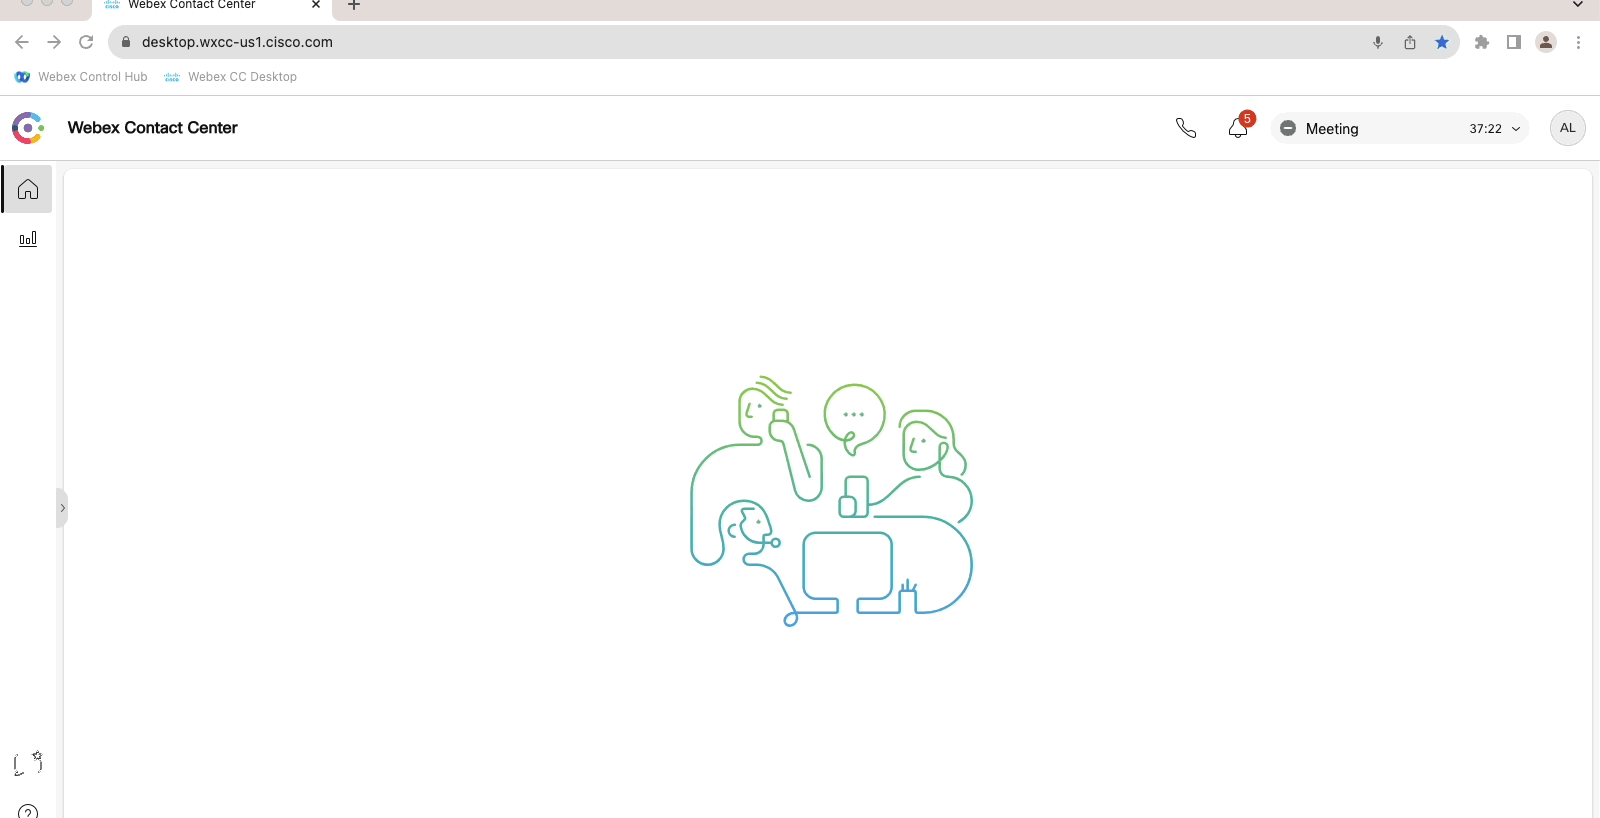 Webex Contact Center
desktop.wxcc-us1.cisco.com
Webex Control Hub
Webex CC Desktop
Webex Contact Center
5
Meeting
37:22
AL